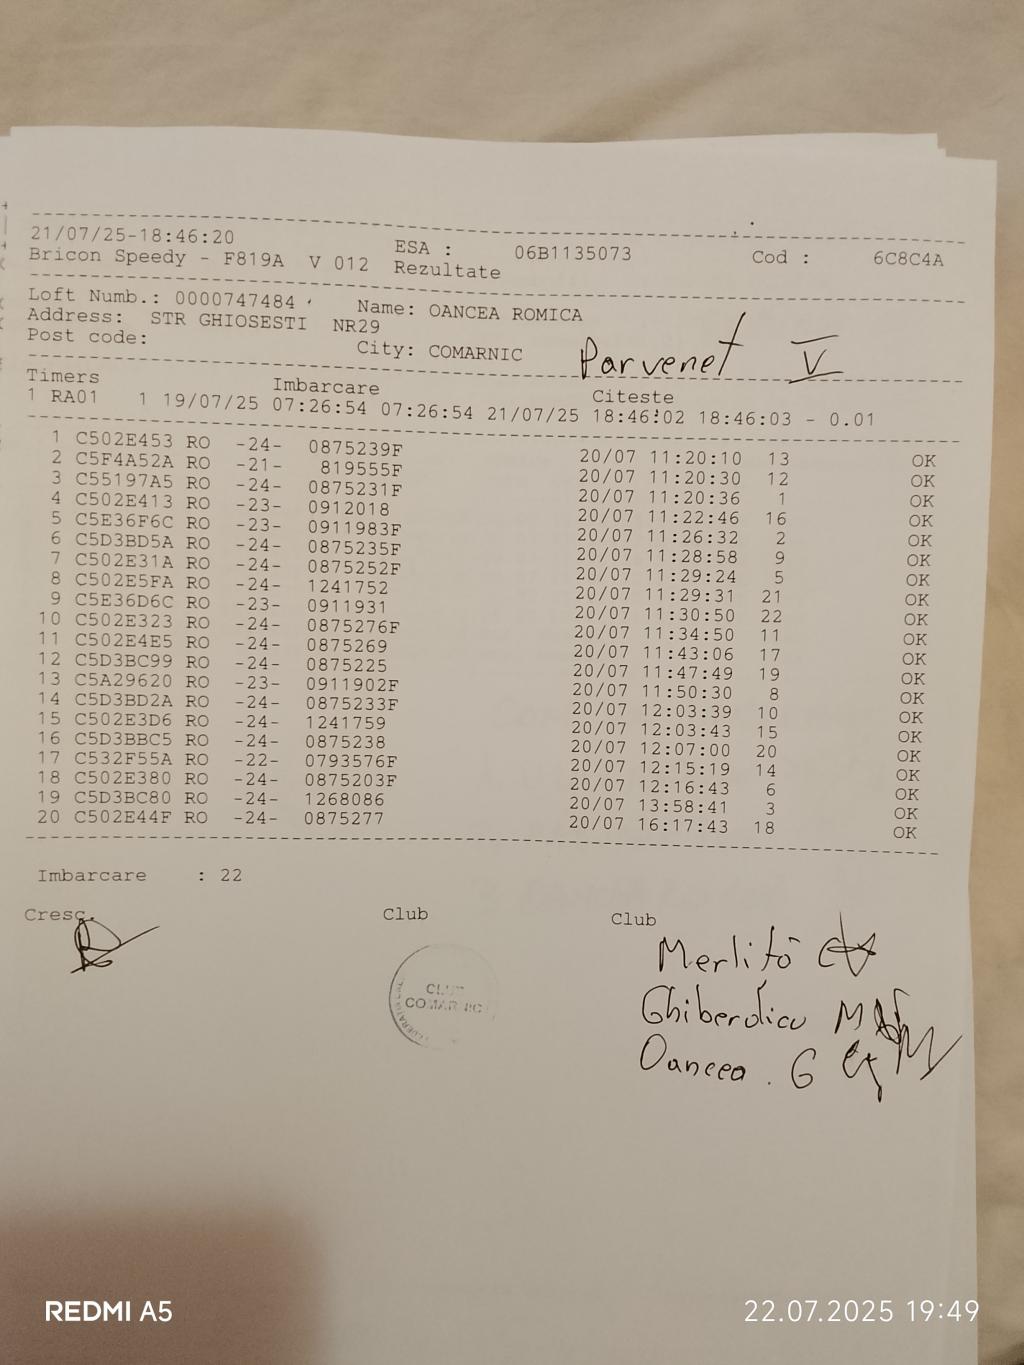 21/07/25-18:46:20 ESA : 06B1135073 Cod : 6C8C4A
Bricon Speedy - F819A V 012 Rezultate
Loft Numb.: 0000747484 Name: OANCEA ROMICA
Address: STR GHIOSESTI NR29
Post code: City: COMARNIC Parvenet V
Timers Imbarcare Citeste
1 RA01 1 19/07/25 07:26:54 07:26:54 21/07/25 18:46:02 18:46:03 - 0.01
1 C502E453 RO -24- 0875239F 20/07 11:20:10 13 OK
2 C5F4A52A RO -21- 819555F 20/07 11:20:30 12 OK
3 C55197A5 RO -24- 0875231F 20/07 11:20:36 1 OK
4 C502E413 RO -23- 0912018 20/07 11:22:46 16 OK
5 C5E36F6C RO -23- 0911983F 20/07 11:26:32 2 OK
6 C5D3BD5A RO -24- 0875235F 20/07 11:28:58 9 OK
7 C502E31A RO -24- 0875252F 20/07 11:29:24 5 OK
8 C502E5FA RO -24- 1241752 20/07 11:29:31 21 OK
9 C5E36D6C RO -23- 0911931 20/07 11:30:50 22 OK
10 C502E323 RO -24- 0875276F 20/07 11:34:50 11 OK
11 C502E4E5 RO -24- 0875269 20/07 11:43:06 17 OK
12 C5D3BC99 RO -24- 0875225 20/07 11:47:49 19 OK
13 C5A29620 RO -23- 0911902F 20/07 11:50:30 8 OK
14 C5D3BD2A RO -24- 0875233F 20/07 12:03:39 10 OK
15 C502E3D6 RO -24- 1241759 20/07 12:03:43 15 OK
16 C5D3BBC5 RO -24- 0875238 20/07 12:07:00 20 OK
17 C532F55A RO -22- 0793576F 20/07 12:15:19 14 OK
18 C502E380 RO -24- 0875203F 20/07 12:16:43 6 OK
19 C5D3BC80 RO -24- 1268086 20/07 13:58:41 3 OK
20 C502E44F RO -24- 0875277 20/07 16:17:43 18 OK
Imbarcare : 22
Cresc. Club Club
COMARNIC
Oancea . G
REDMI A5 22.07.2025 19:49